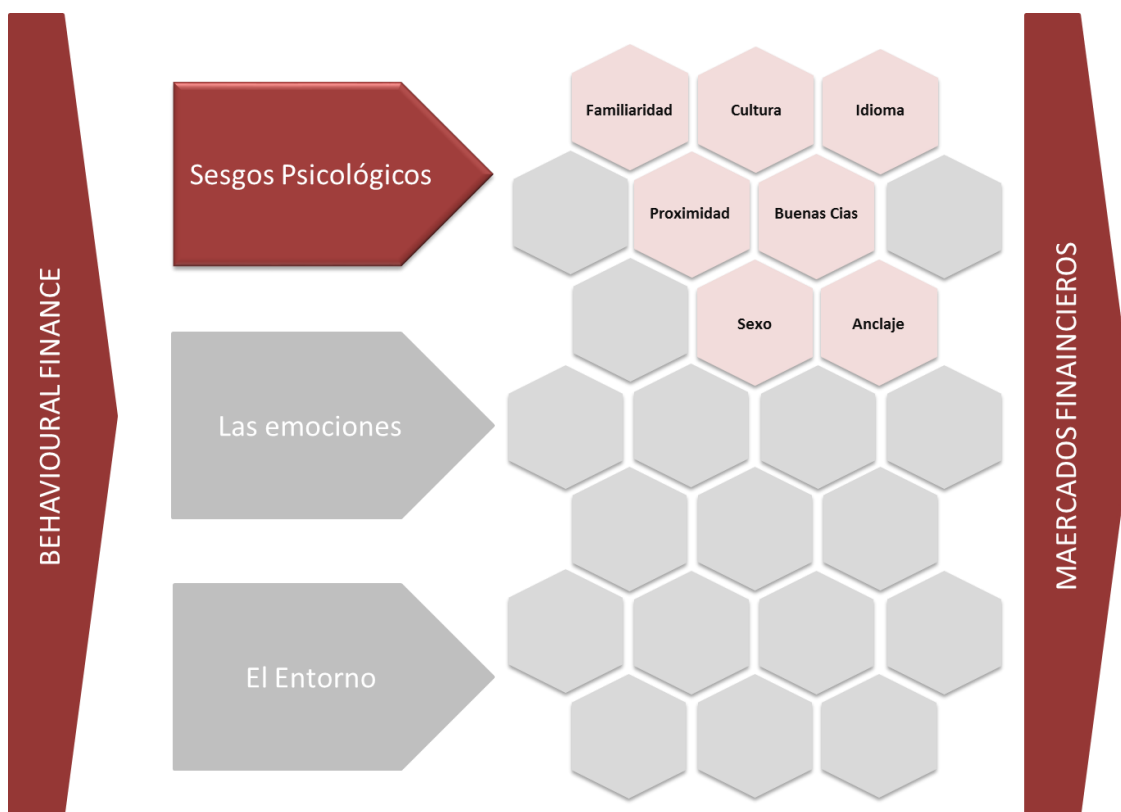 BEHAVIOURAL FINANCE
Sesgos Psicológicos
Las emociones
El Entorno
Familiaridad
Cultura
Idioma
Proximidad
Buenas Cias
Sexo
Anclaje
MAERCADOS FINAINCIEROS